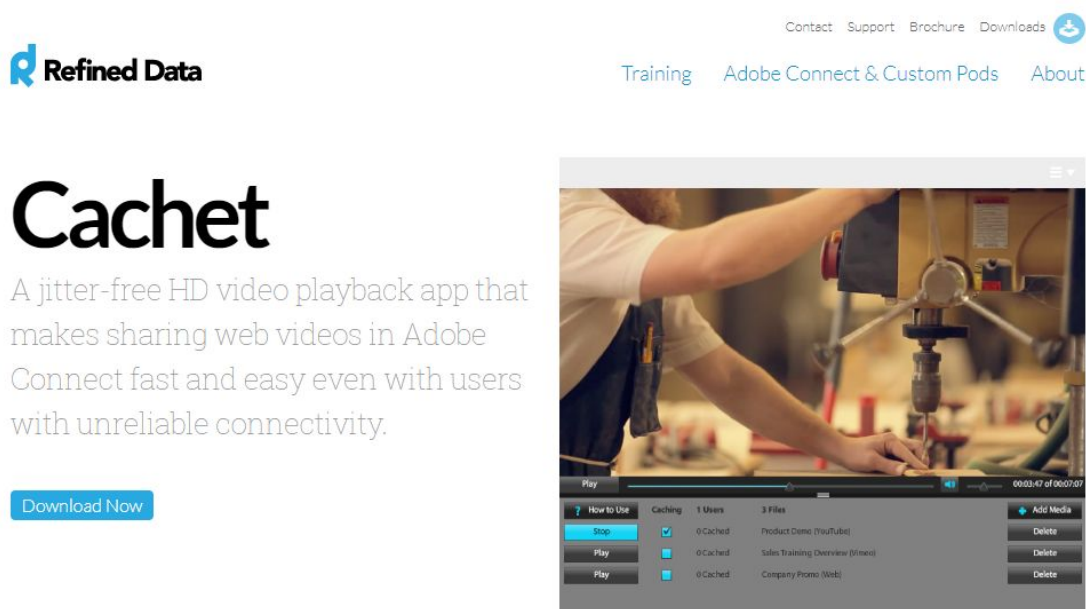 Contact Support Brochure Downloads
Refined Data
Training Adobe Connect & Custom Pods About
Cachet
A jitter-free HD video playback app that
makes sharing web videos in Adobe
Connect fast and easy even with users
with unreliable connectivity.
Download Now
Play 00:03:47 of 00:07:07
? How to Use Caching 1 Users 3 Files Add Media
Stop 0 Cached Product Demo (YouTube) Delete
Play 0 Cached Sales Training Overview (Vimeo) Delete
Play 0 Cached Company Promo (Web) Delete